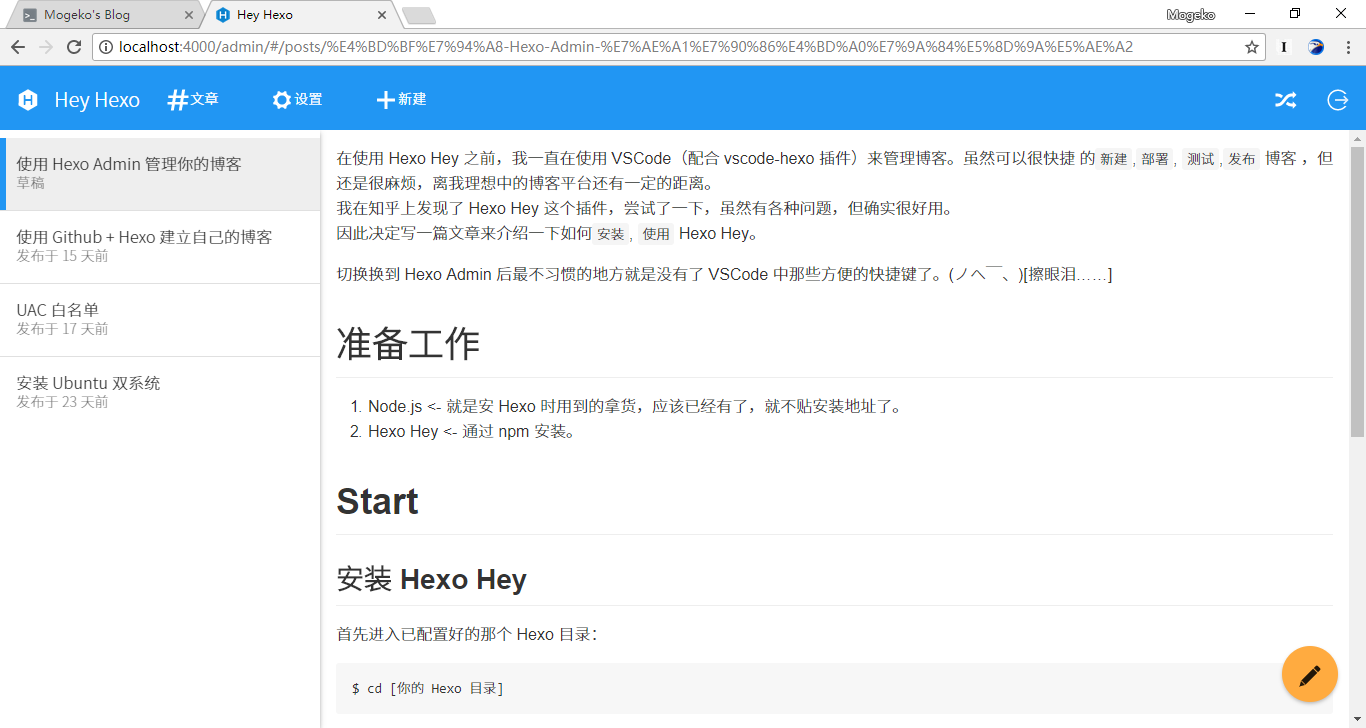 Mogeko's Blog
Hey Hexo
Mogeko
localhost:4000/admin/#/posts/%E4%BD%BF%E7%94%A8-Hexo-Admin-%E7%AE%A1%E7%90%86%E4%BD%A0%E7%9A%84%E5%8D%9A%E5%AE%A2
Hey Hexo
文章
设置
新建
使用 Hexo Admin 管理你的博客
草稿
使用 Github + Hexo 建立自己的博客
发布于 15 天前
UAC 白名单
发布于 17 天前
安装 Ubuntu 双系统
发布于 23 天前
在使用 Hexo Hey 之前，我一直在使用 VSCode（配合 vscode-hexo 插件）来管理博客。虽然可以很快捷 的 新建 , 部署 , 测试 , 发布 博客 ，但
还是很麻烦，离我理想中的博客平台还有一定的距离。
我在知乎上发现了 Hexo Hey 这个插件，尝试了一下，虽然有各种问题，但确实很好用。
因此决定写一篇文章来介绍一下如何 安装 , 使用 Hexo Hey。
切换换到 Hexo Admin 后最不习惯的地方就是没有了 VSCode 中那些方便的快捷键了。(ノへ￣、)[擦眼泪……]
准备工作
1. Node.js <- 就是安 Hexo 时用到的拿货，应该已经有了，就不贴安装地址了。
2. Hexo Hey <- 通过 npm 安装。
Start
安装 Hexo Hey
首先进入已配置好的那个 Hexo 目录：
$ cd [你的 Hexo 目录]